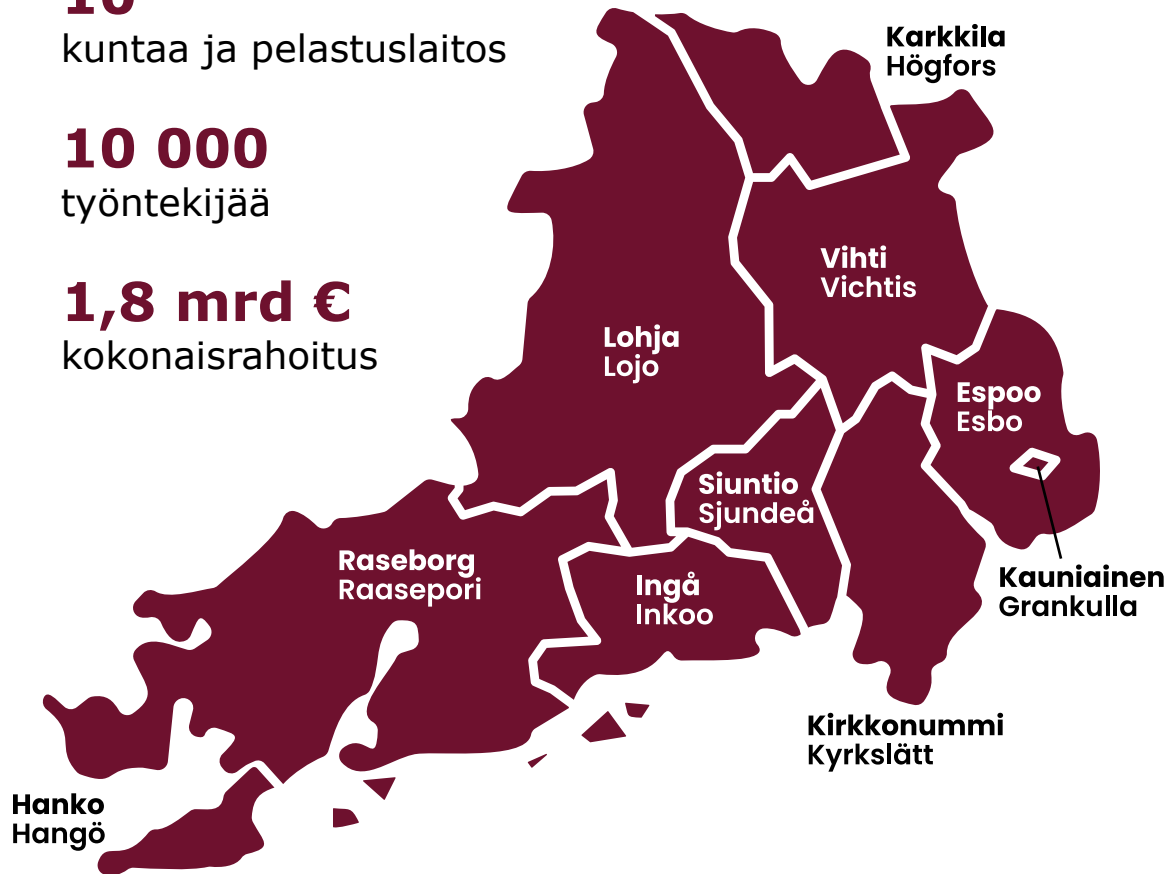 10
kuntaa ja pelastuslaitos
10 000
työntekijää
1,8 mrd €
kokonaisrahoitus
Karkkila
Högfors
Vihti
Vichtis
Lohja
Lojo
Espoo
Esbo
Siuntio
Sjundeå
Raseborg
Raasepori
Ingå
Inkoo
Kauniainen
Grankulla
Kirkkonummi
Kyrkslätt
Hanko
Hangö